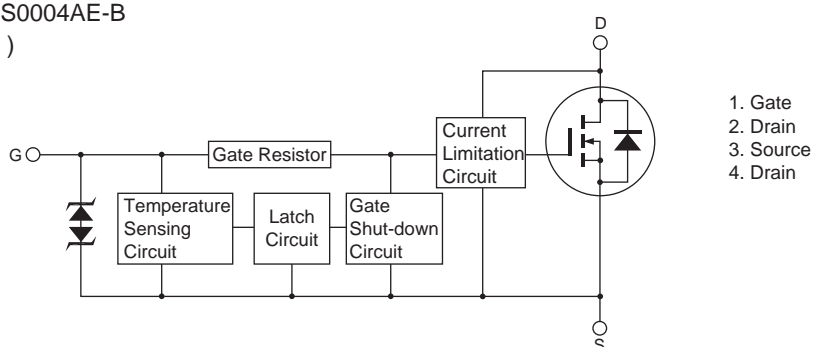 S0004AE-B
)
D
1. Gate
2. Drain
3. Source
4. Drain
Current
Limitation
Circuit
G
Gate Resistor
Temperature
Sensing
Circuit
Latch
Circuit
Gate
Shut-down
Circuit
S